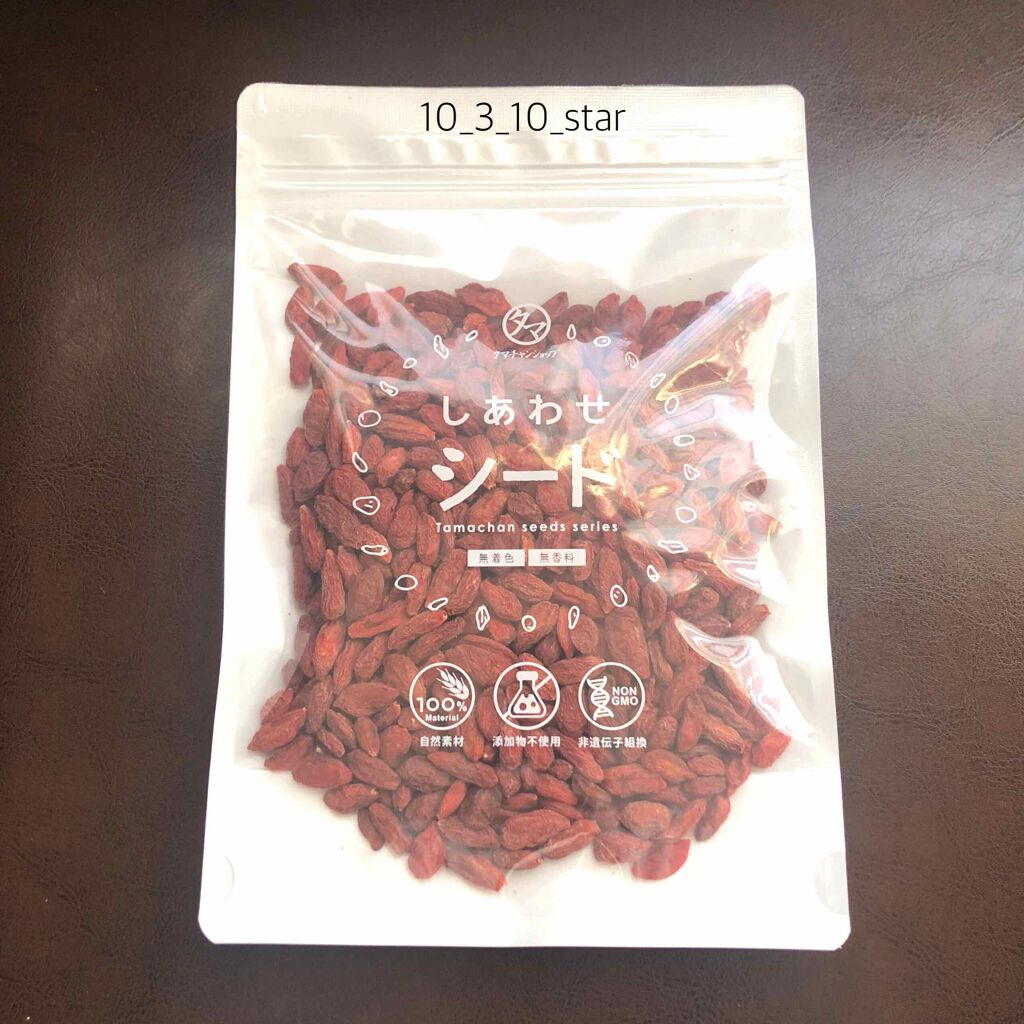 10_3_10_star
タマ
タマチャンショップ
しあわせ
シード
Tamachan seeds series
無着色 無香料
100% Material
NON GMO
自然素材 添加物不使用 非遺伝子組換